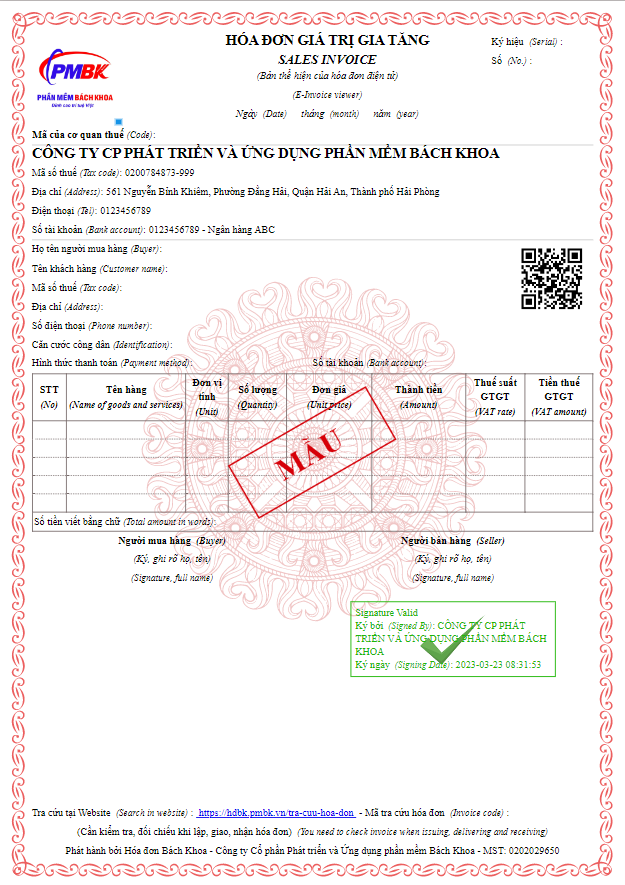 HÓA ĐƠN GIÁ TRỊ GIA TĂNG
SALES INVOICE
(Bản thể hiện của hóa đơn điện tử)
(E-Invoice viewer)
Ngày (Date) tháng (month) năm (year)
Ký hiệu (Serial) :
Số (No.) :
PMBK
PHẦN MỀM BÁCH KHOA
Mã của cơ quan thuế (Code):
CÔNG TY CP PHÁT TRIỂN VÀ ỨNG DỤNG PHẦN MỀM BÁCH KHOA
Mã số thuế (Tax code): 0200784873-999
Địa chỉ (Address): 561 Nguyễn Bỉnh Khiêm, Phường Đằng Hải, Quận Hải An, Thành phố Hải Phòng
Điện thoại (Tel): 0123456789
Số tài khoản (Bank account): 0123456789 - Ngân hàng ABC
Họ tên người mua hàng (Buyer):
Tên khách hàng (Customer name):
Mã số thuế (Tax code):
Địa chỉ (Address):
Số điện thoại (Phone number):
Căn cước công dân (Identification):
Hình thức thanh toán (Payment method): Số tài khoản (Bank account):
STT (No) Tên hàng (Name of goods and services) Đơn vị tính (Unit) Số lượng (Quantity) Đơn giá (Unit price) Thành tiền (Amount) Thuế suất GTGT (VAT rate) Tiền thuế GTGT (VAT amount)
MẪU
Số tiền viết bằng chữ (Total amount in words):
Người mua hàng (Buyer) Người bán hàng (Seller)
(Ký, ghi rõ họ, tên) (Ký, ghi rõ họ, tên)
(Signature, full name) (Signature, full name)
Signature Valid
Ký bởi (Signed By): CÔNG TY CP PHÁT
TRIỂN VÀ ỨNG DỤNG PHẦN MỀM BÁCH
KHOA
Ký ngày (Signing Date): 2023-03-23 08:31:53
Tra cứu tại Website (Search in website) : https://hdbk.pmbk.vn/tra-cuu-hoa-don - Mã tra cứu hóa đơn (Invoice code) :
(Cần kiểm tra, đối chiếu khi lập, giao, nhận hóa đơn) (You need to check invoice when issuing, delivering and receiving)
Phát hành bởi Hóa đơn Bách Khoa - Công ty Cổ phần Phát triển và Ứng dụng phần mềm Bách Khoa - MST: 0202029650